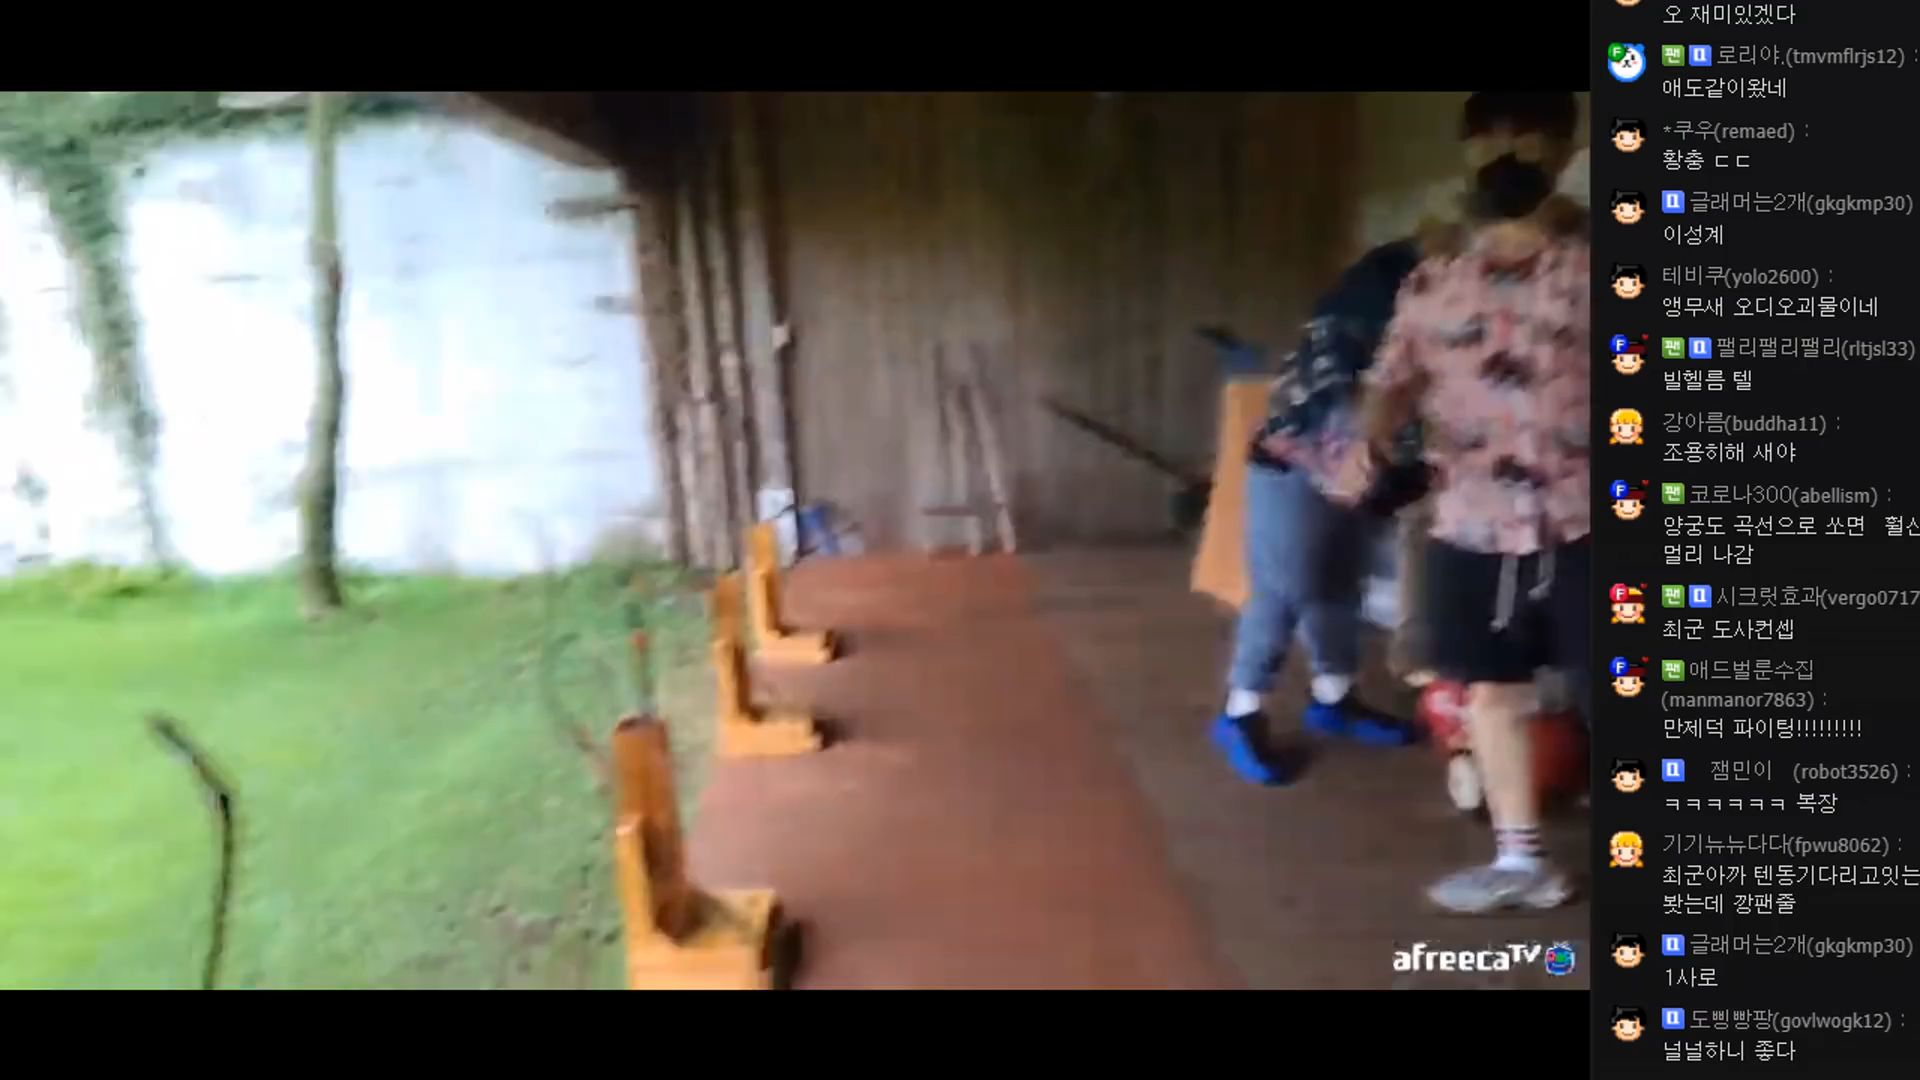 오 재미있겠다
팬 로리야.(tmvmflrjs12) :
애도같이왔네
*쿠우(remaed) :
황충 ㄷㄷ
글래머는2개(gkgkmp30)
이성계
테비쿠(yolo2600) :
앵무새 오디오괴물이네
팬 팰리팰리팰리(rltjsl33)
빌헬름 텔
강아름(buddha11) :
조용히해 새야
팬 코로나300(abellism) :
양궁도 곡선으로 쏘면 훨신
멀리 나감
팬 시크릿효과(vergo0717
최군 도사컨셉
팬 애드벌룬수집
(manmanor7863) :
만제덕 파이팅!!!!!!!!!
잼민이 (robot3526) :
ㅋㅋㅋㅋㅋㅋ 복장
기기뉴뉴다다(fpwu8062) :
최군아까 텐동기다리고잇는
봣는데 깡팬줄
글래머는2개(gkgkmp30)
1사로
도삥빵팡(govlwogk12) :
널널하니 좋다
afreecaTV